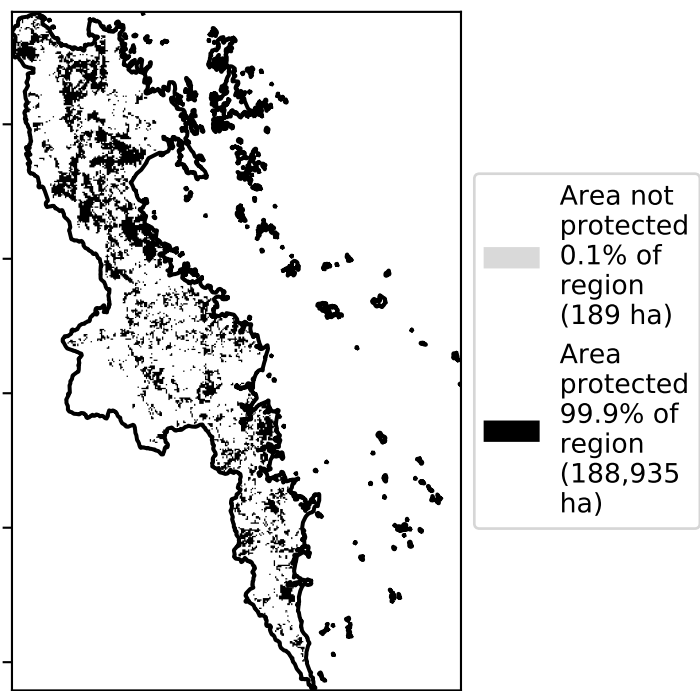 Area not
protected
0.1% of
region
(189 ha)
Area
protected
99.9% of
region
(188,935
ha)